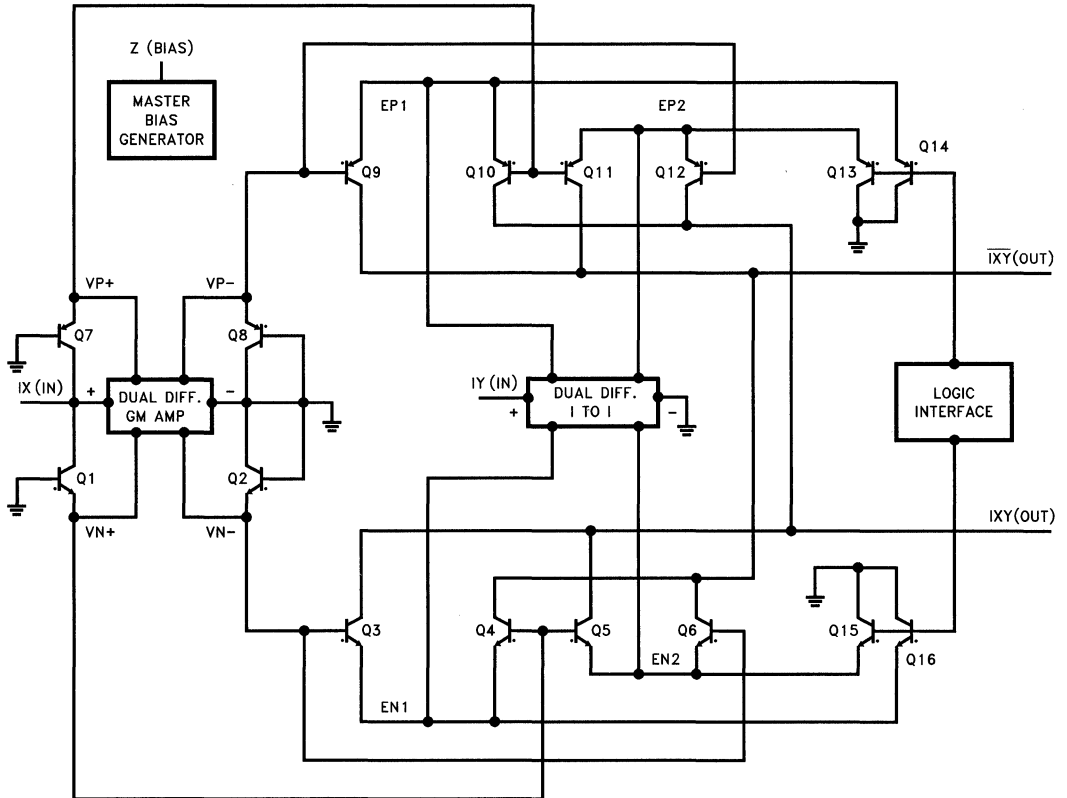 Z (BIAS)
MASTER
BIAS
GENERATOR
EP1
EP2
Q9
Q10
Q11
Q12
Q13
Q14
IXY(OUT)
VP+
VP-
Q7
Q8
IX(IN)
+
DUAL DIFF.
GM AMP
-
IY(IN)
+
DUAL DIFF.
I TO I
-
LOGIC
INTERFACE
Q1
Q2
VN+
VN-
IXY(OUT)
Q3
Q4
Q5
Q6
Q15
Q16
EN2
EN1